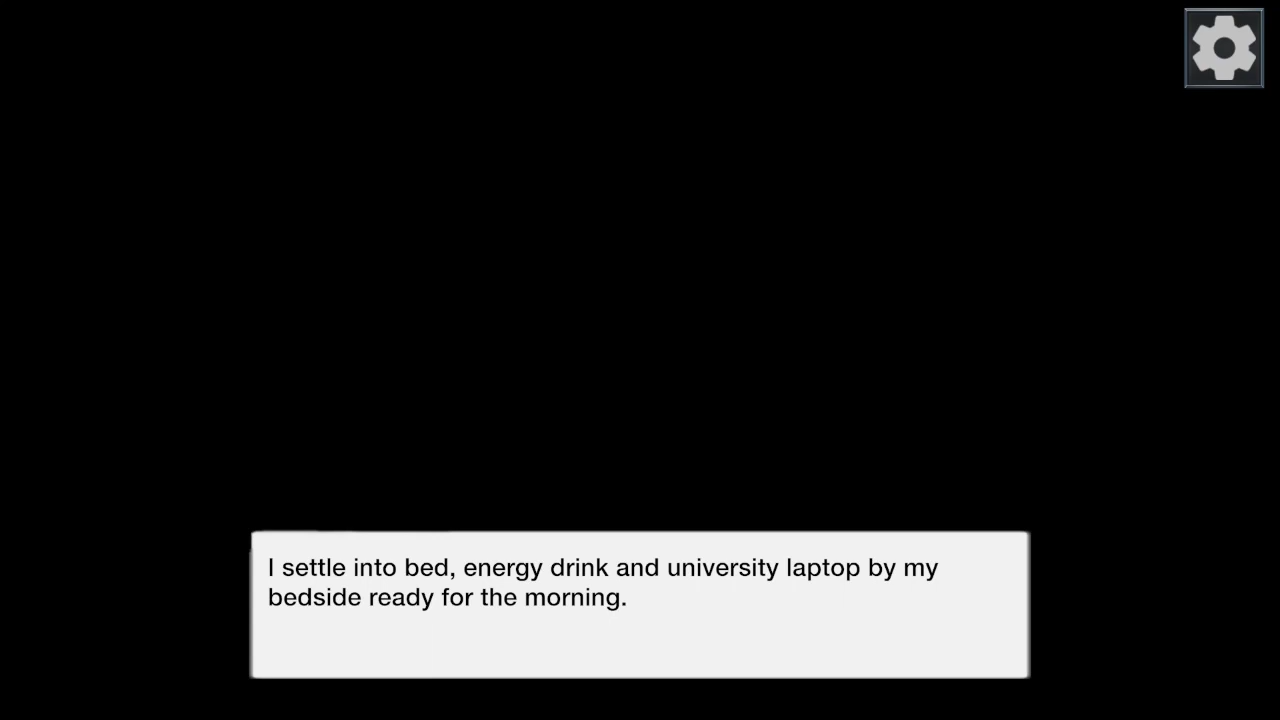 I settle into bed, energy drink and university laptop by my
bedside ready for the morning.